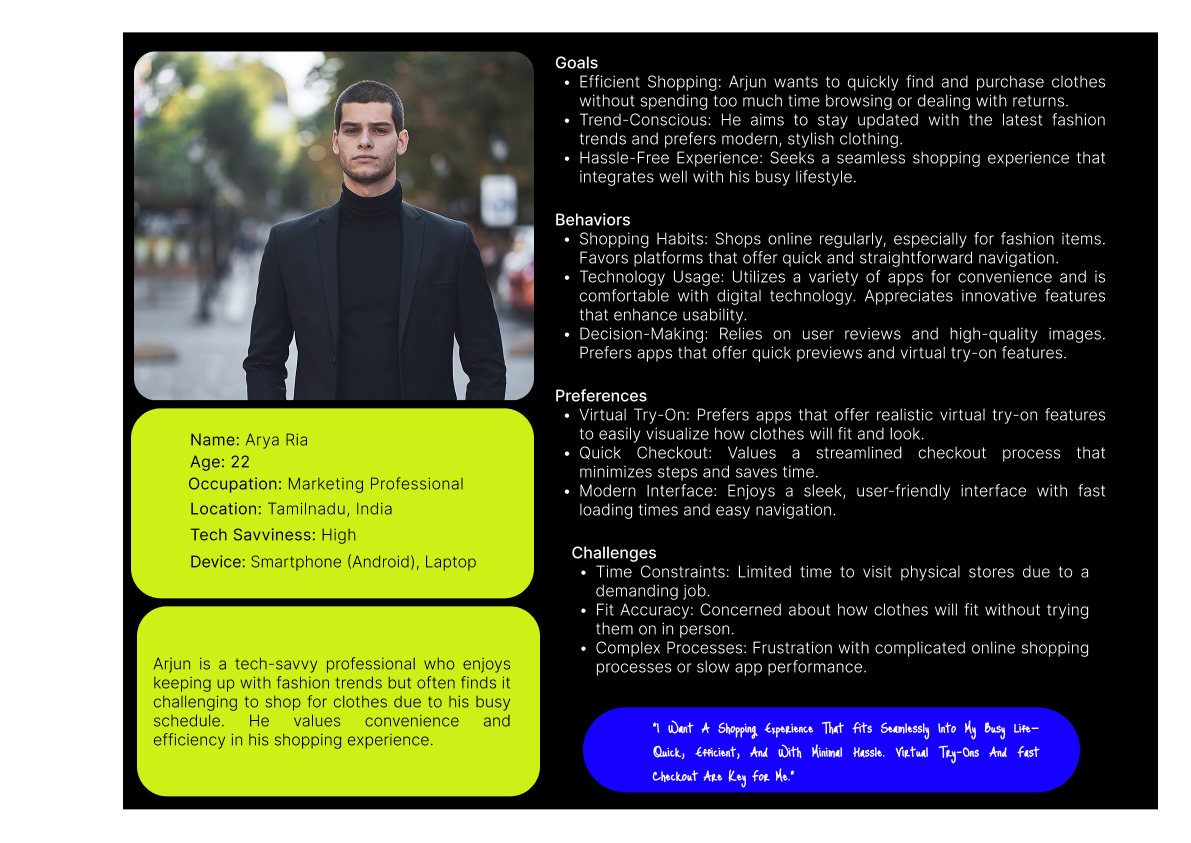 Name: Arya Ria
Age: 22
Occupation: Marketing Professional
Location: Tamilnadu, India
Tech Savviness: High
Device: Smartphone (Android), Laptop
Arjun is a tech-savvy professional who enjoys
keeping up with fashion trends but often finds it
challenging to shop for clothes due to his busy
schedule. He values convenience and
efficiency in his shopping experience.
Goals
• Efficient Shopping: Arjun wants to quickly find and purchase clothes
without spending too much time browsing or dealing with returns.
• Trend-Conscious: He aims to stay updated with the latest fashion
trends and prefers modern, stylish clothing.
• Hassle-Free Experience: Seeks a seamless shopping experience that
integrates well with his busy lifestyle.
Behaviors
• Shopping Habits: Shops online regularly, especially for fashion items.
Favors platforms that offer quick and straightforward navigation.
• Technology Usage: Utilizes a variety of apps for convenience and is
comfortable with digital technology. Appreciates innovative features
that enhance usability.
• Decision-Making: Relies on user reviews and high-quality images.
Prefers apps that offer quick previews and virtual try-on features.
Preferences
• Virtual Try-On: Prefers apps that offer realistic virtual try-on features
to easily visualize how clothes will fit and look.
• Quick Checkout: Values a streamlined checkout process that
minimizes steps and saves time.
• Modern Interface: Enjoys a sleek, user-friendly interface with fast
loading times and easy navigation.
Challenges
• Time Constraints: Limited time to visit physical stores due to a
demanding job.
• Fit Accuracy: Concerned about how clothes will fit without trying
them on in person.
• Complex Processes: Frustration with complicated online shopping
processes or slow app performance.
"I Want A Shopping Experience That Fits Seamlessly Into My Busy Life—
Quick, Efficient, And With Minimal Hassle. Virtual Try-Ons And Fast
Checkout Are Key For Me."